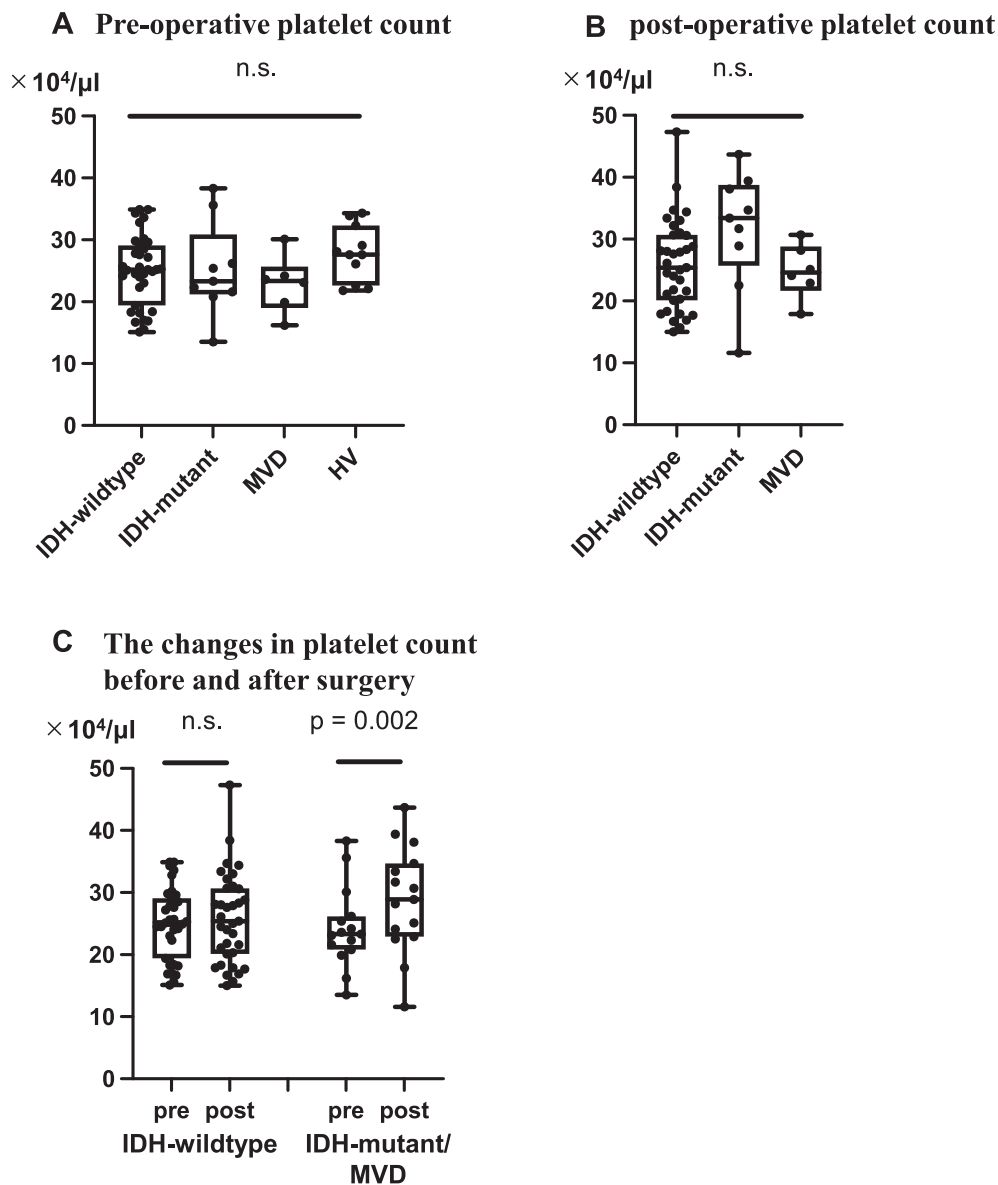 A Pre-operative platelet count
n.s.
× 10⁴/µl
50
40
30
20
10
0
IDH-wildtype
IDH-mutant
MVD
HV
B post-operative platelet count
n.s.
× 10⁴/µl
50
40
30
20
10
0
IDH-wildtype
IDH-mutant
MVD
C The changes in platelet count
before and after surgery
n.s. p = 0.002
× 10⁴/µl
50
40
30
20
10
0
pre post pre post
IDH-wildtype IDH-mutant/
MVD